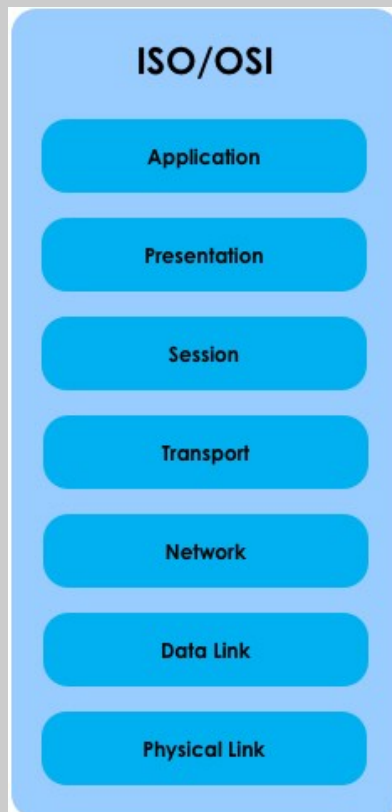 ISO/OSI
Application
Presentation
Session
Transport
Network
Data Link
Physical Link